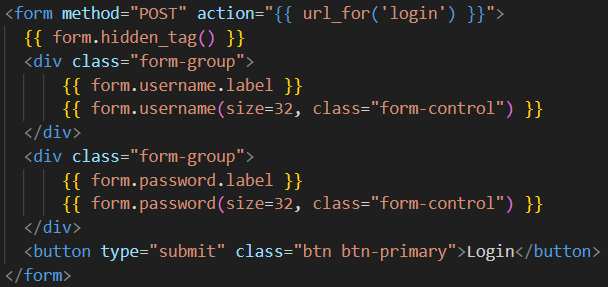 <form method="POST" action="{{ url_for('login') }}">
{{ form.hidden_tag() }}
<div class="form-group">
{{ form.username.label }}
{{ form.username(size=32, class="form-control") }}
</div>
<div class="form-group">
{{ form.password.label }}
{{ form.password(size=32, class="form-control") }}
</div>
<button type="submit" class="btn btn-primary">Login</button>
</form>